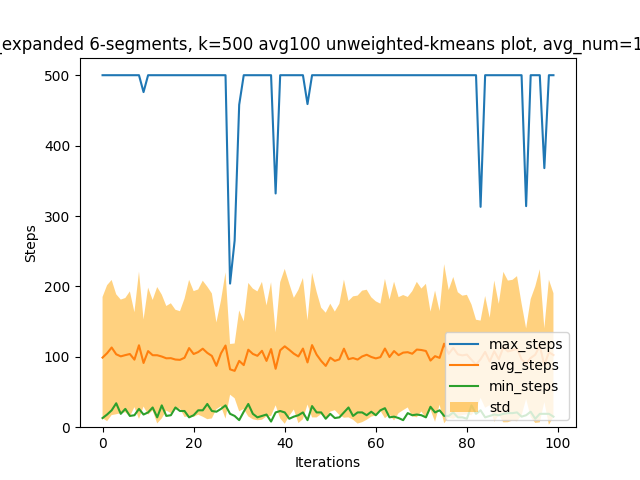 _expanded 6-segments, k=500 avg100 unweighted-kmeans plot, avg_num=1
500
400
300
200
100
0
Steps
max_steps
avg_steps
min_steps
std
0 20 40 60 80 100
Iterations